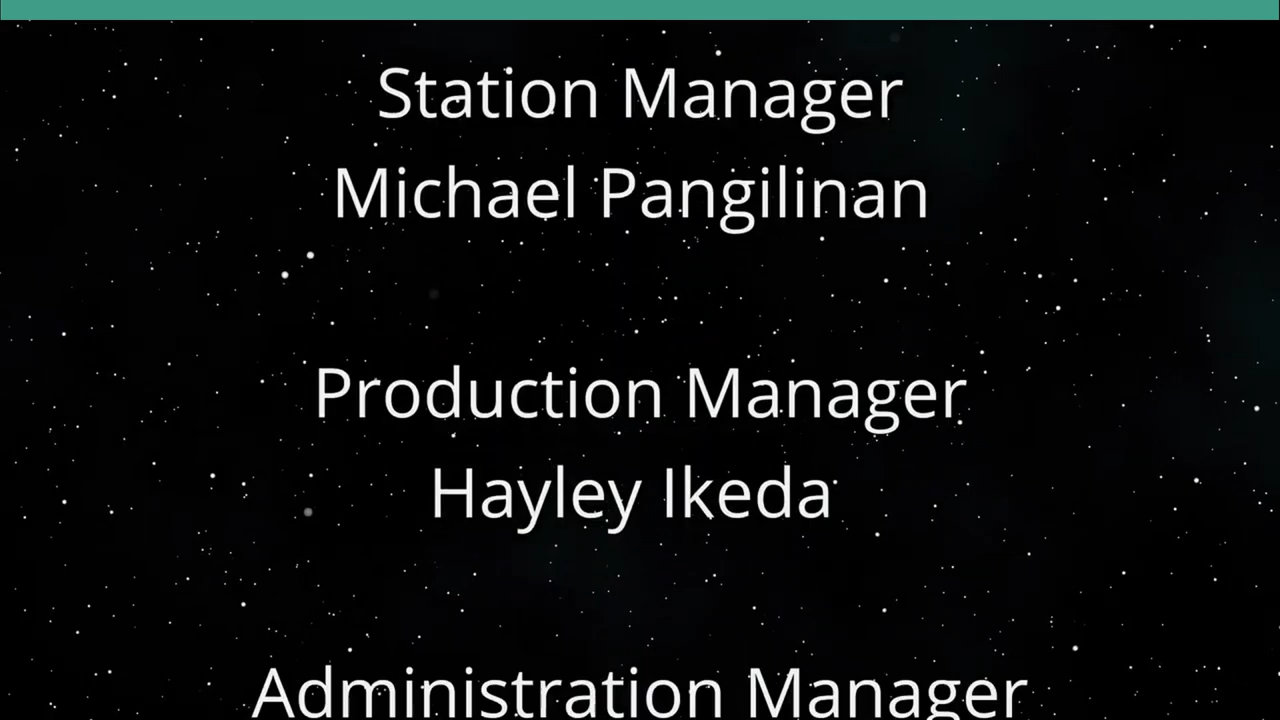 Station Manager
Michael Pangilinan
Production Manager
Hayley Ikeda
Administration Manager